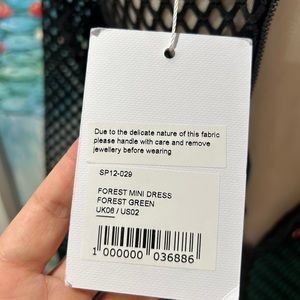 Due to the delicate nature of this fabric
please handle with care and remove
jewellery before wearing
SP12-029
FOREST MINI DRESS
FOREST GREEN
UK06 / US02
1 000000 036886